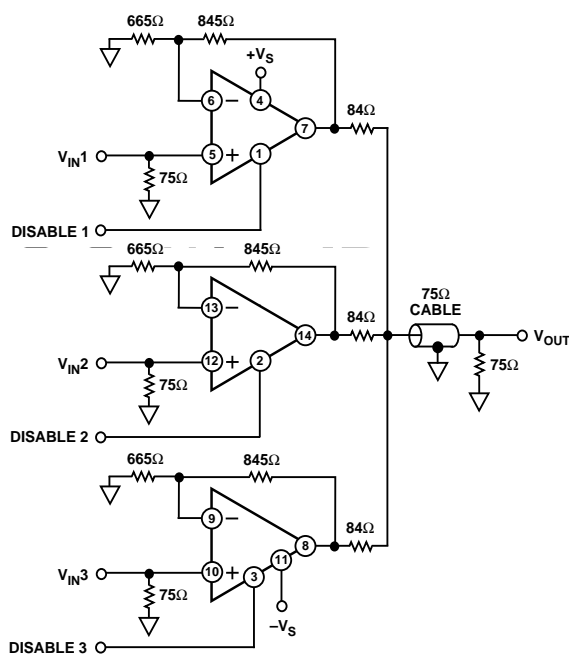 665Ω 845Ω
+VS
6 − 4
7 84Ω
VIN1 5 + 1
75Ω
DISABLE 1
665Ω 845Ω
13 −
14 84Ω
75Ω
CABLE
VOUT
VIN2 12 + 2
75Ω
75Ω
DISABLE 2
665Ω 845Ω
9 −
8 84Ω
11
VIN3 10 + 3
75Ω
−VS
DISABLE 3